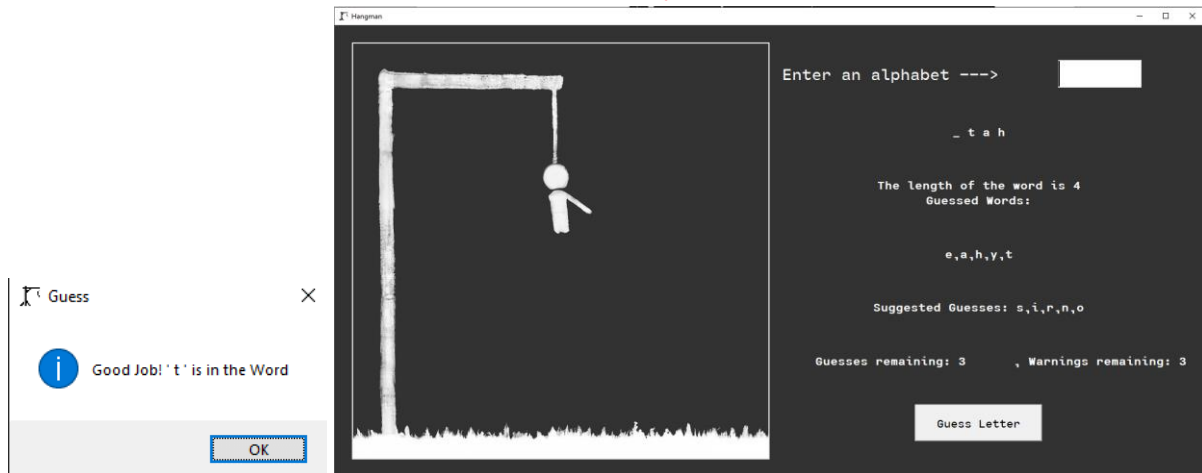 Hangman
Enter an alphabet --->
_ t a h
The length of the word is 4
Guessed Words:
e,a,h,y,t
Suggested Guesses: s,i,r,n,o
Guesses remaining: 3 , Warnings remaining: 3
Guess Letter
Guess
Good Job! ' t ' is in the Word
OK